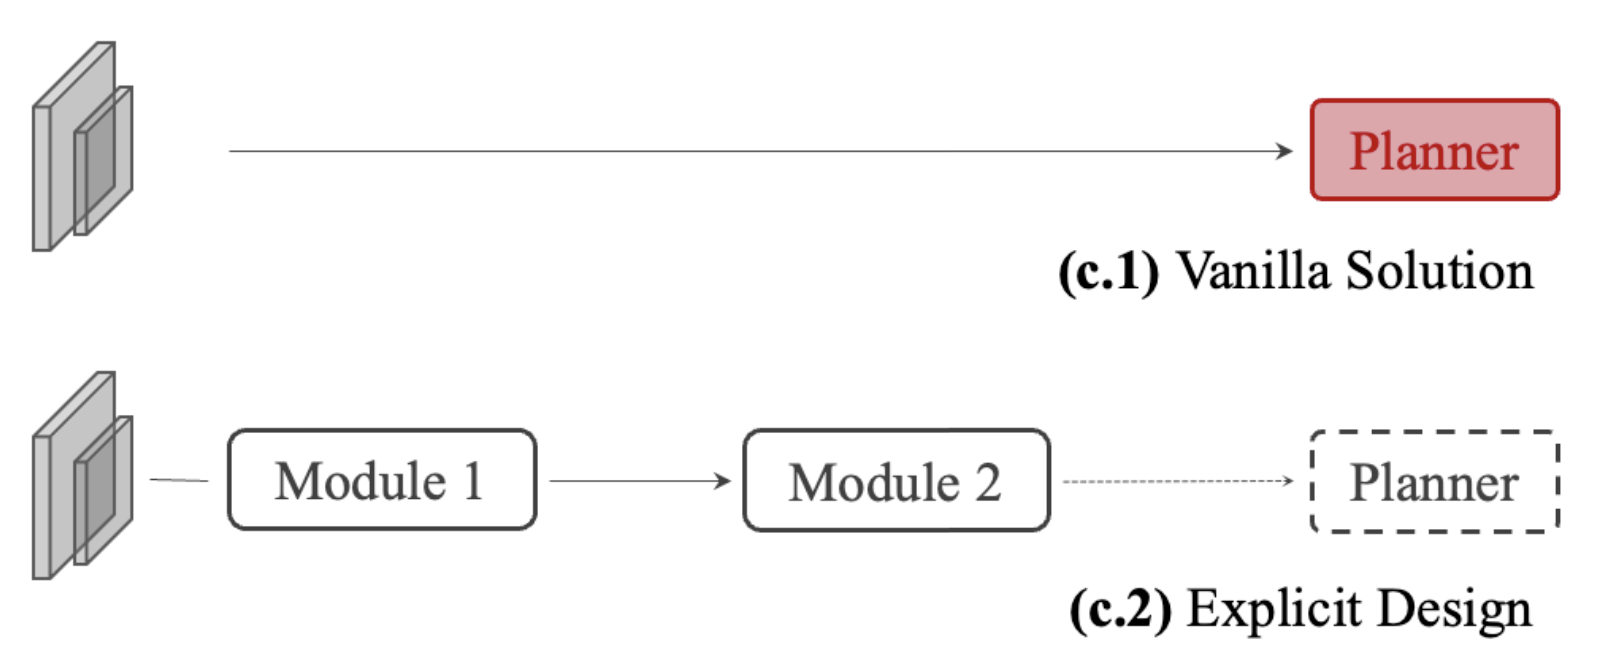 Planner
(c.1) Vanilla Solution
Module 1
Module 2
Planner
(c.2) Explicit Design